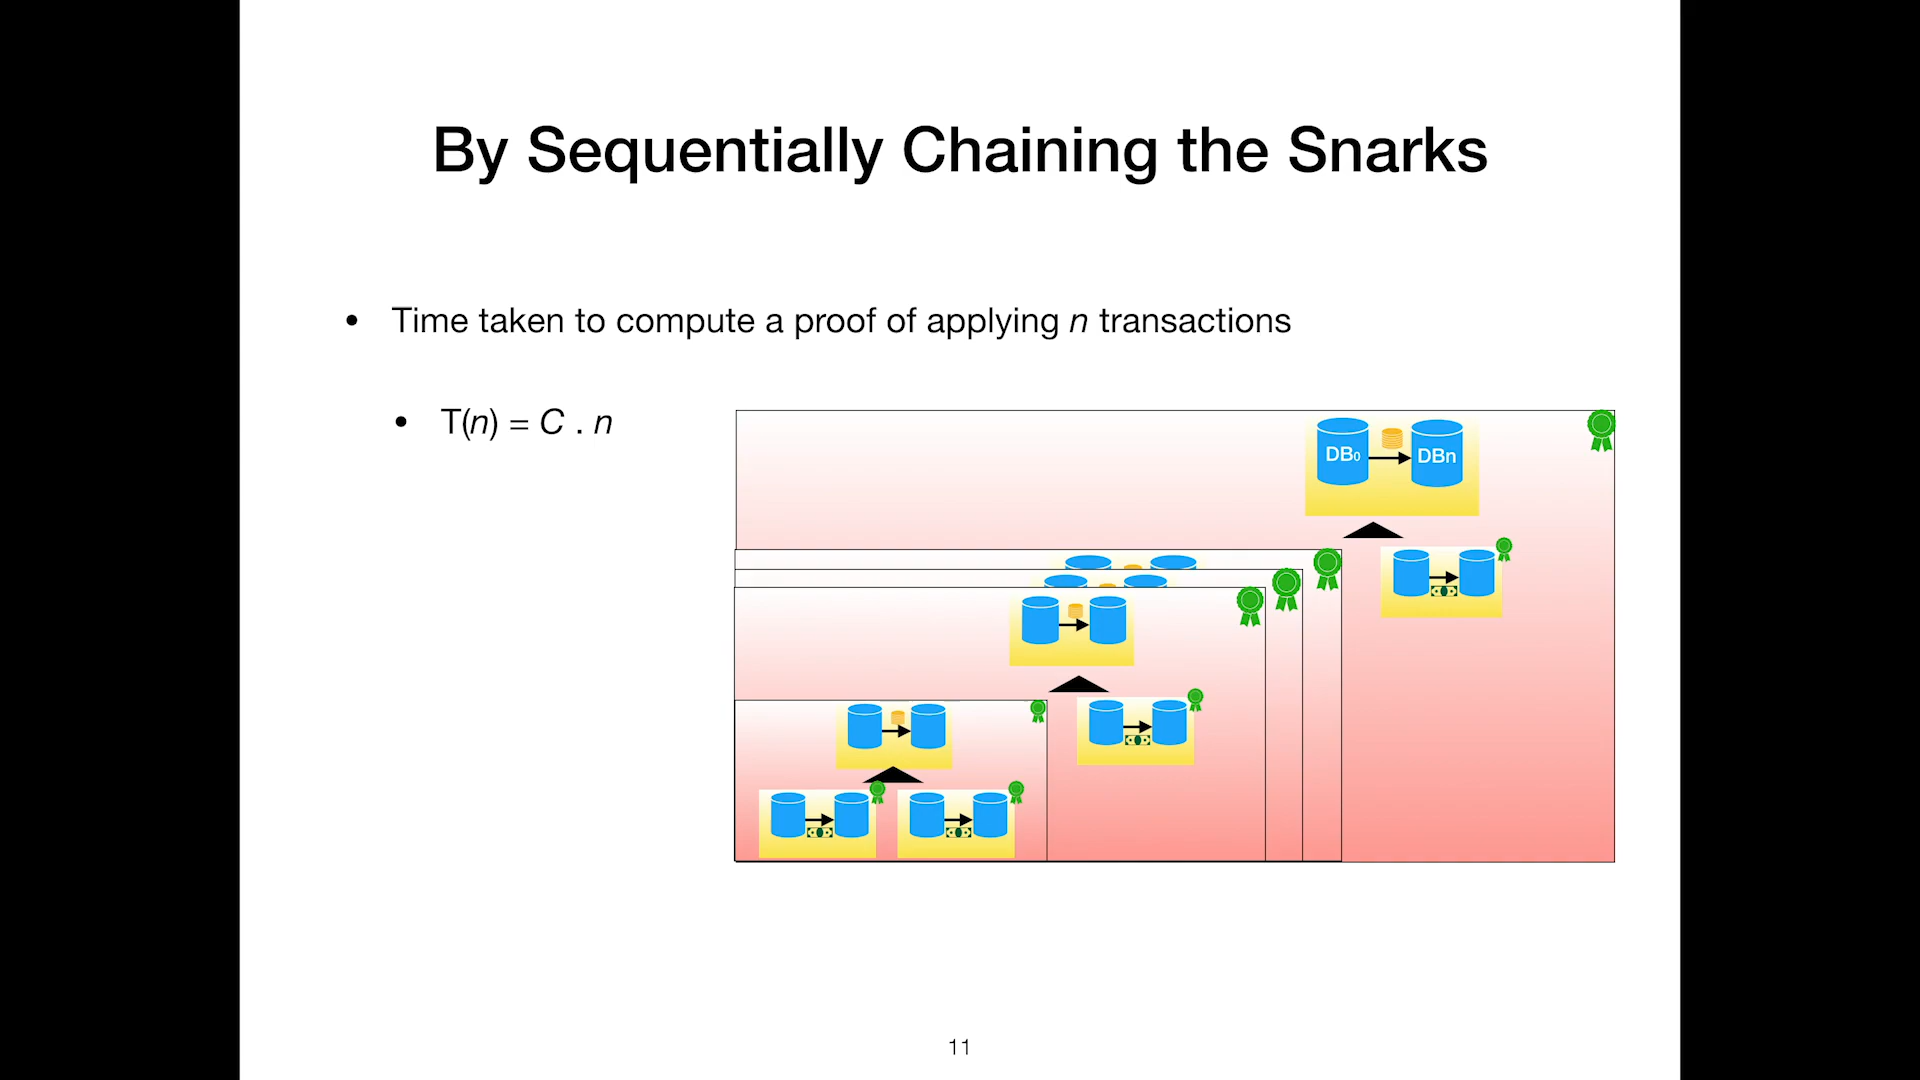 By Sequentially Chaining the Snarks
• Time taken to compute a proof of applying n transactions
• T(n) = C . n
DB₀ DBn
11